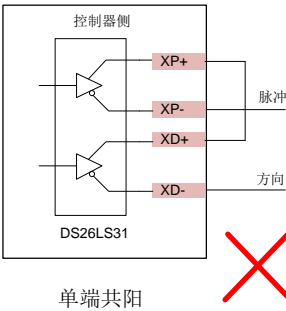 控制器侧
XP+
XP-
脉冲
XD+
XD-
方向
DS26LS31
单端共阳